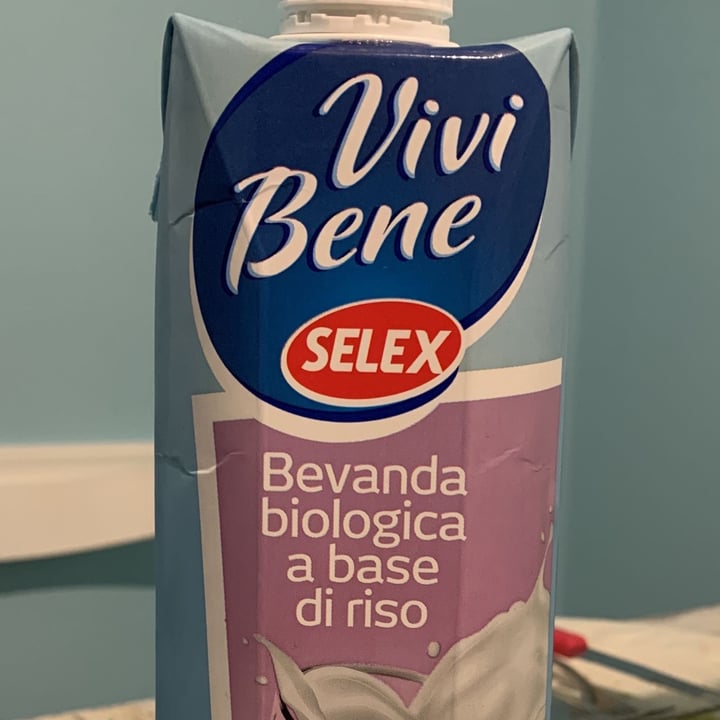 Vivi
Bene
SELEX
Bevanda
biologica
a base
di riso